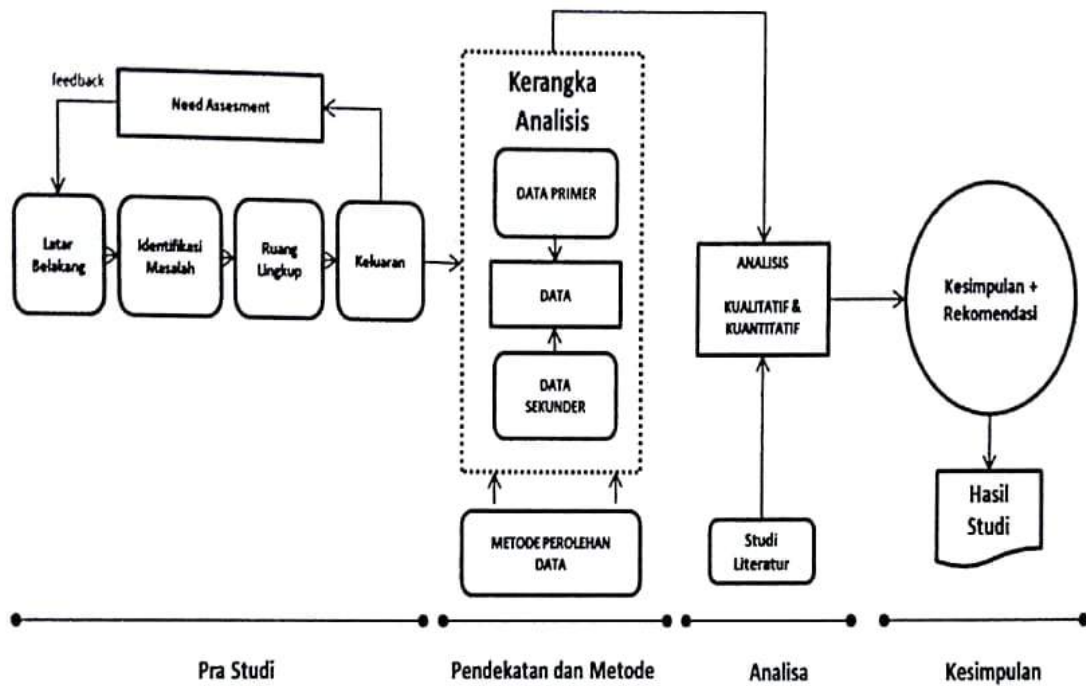 feedback
Need Assesment
Latar
Belakang
Identifikasi
Masalah
Ruang
Lingkup
Keluaran
Kerangka
Analisis
DATA PRIMER
DATA
DATA
SEKUNDER
METODE PEROLEHAN
DATA
ANALISIS
KUALITATIF &
KUANTITATIF
Studi
Literatur
Kesimpulan +
Rekomendasi
Hasil
Studi
Pra Studi
Pendekatan dan Metode
Analisa
Kesimpulan